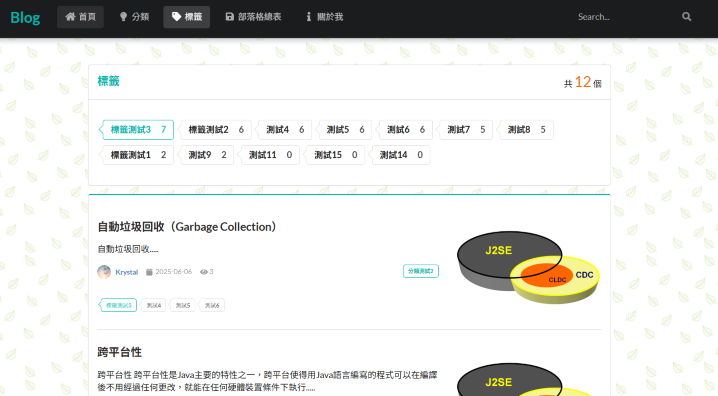 Blog 首頁 分類 標籤 部落格總表 關於我 Search...
標籤 共 12 個
標籤測試3 7 標籤測試2 6 測試4 6 測試5 6 測試6 6 測試7 5 測試8 5
標籤測試1 2 測試9 2 測試11 0 測試15 0 測試14 0
自動垃圾回收（Garbage Collection）
自動垃圾回收.....
Krystal 2025-06-06 3 分類測試2
標籤測試3 測試4 測試5 測試6
J2SE
CLDC CDC
跨平台性
跨平台性 跨平台性是Java主要的特性之一，跨平台使得用Java語言編寫的程式可以在編譯
後不用經過任何更改，就能在任何硬體裝置條件下執行.....
J2SE